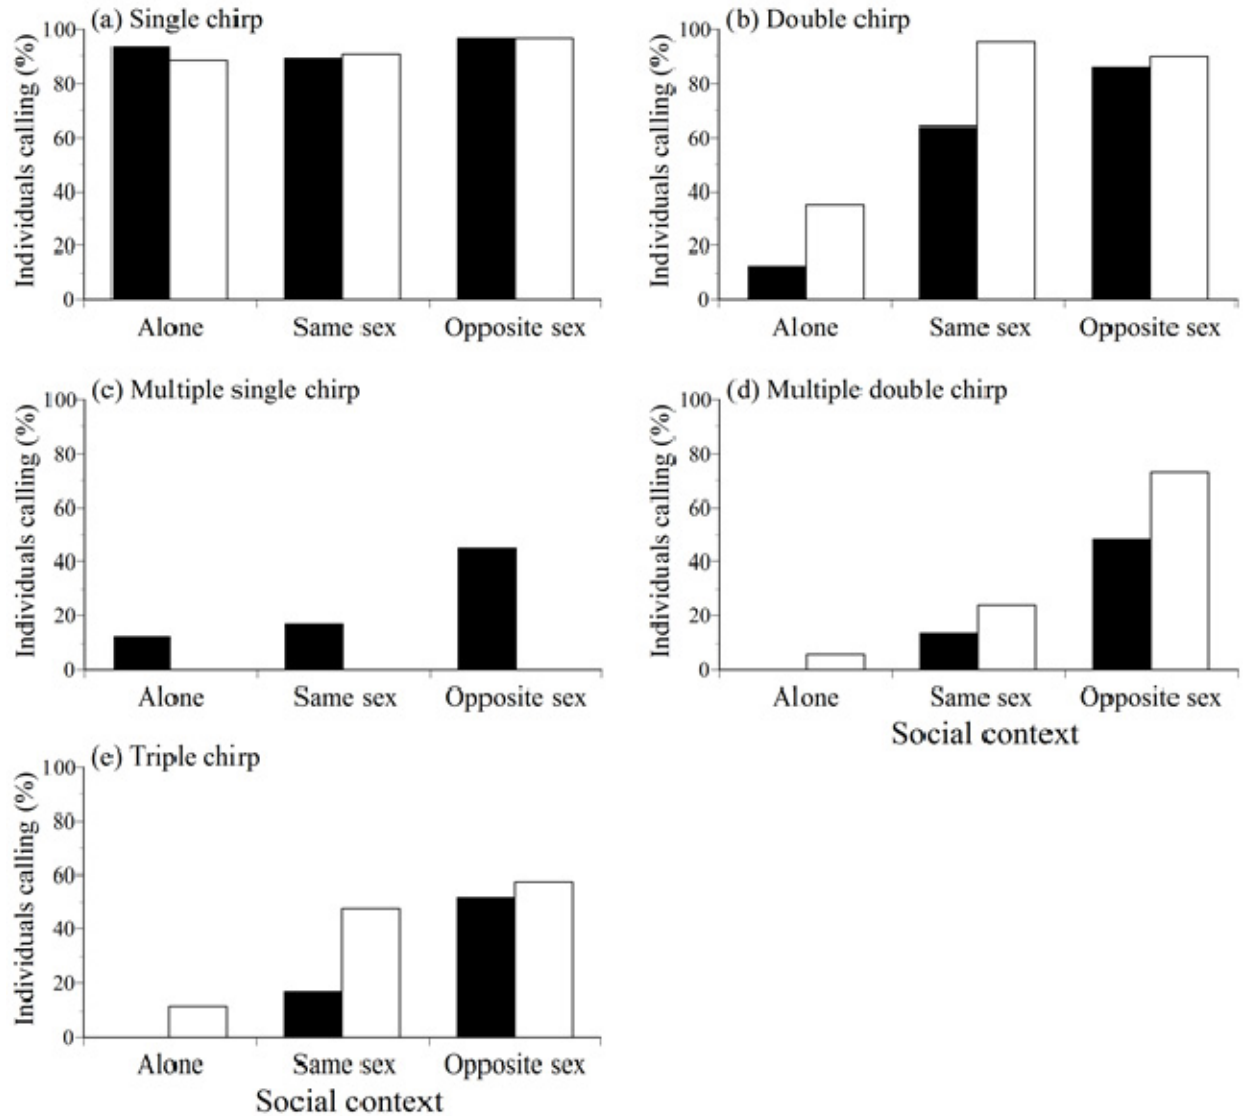 (a) Single chirp
Individuals calling (%)
100
80
60
40
20
0
Alone Same sex Opposite sex
(b) Double chirp
Individuals calling (%)
100
80
60
40
20
0
Alone Same sex Opposite sex
(c) Multiple single chirp
Individuals calling (%)
100
80
60
40
20
0
Alone Same sex Opposite sex
(d) Multiple double chirp
Individuals calling (%)
100
80
60
40
20
0
Alone Same sex Opposite sex
Social context
(e) Triple chirp
Individuals calling (%)
100
80
60
40
20
0
Alone Same sex Opposite sex
Social context